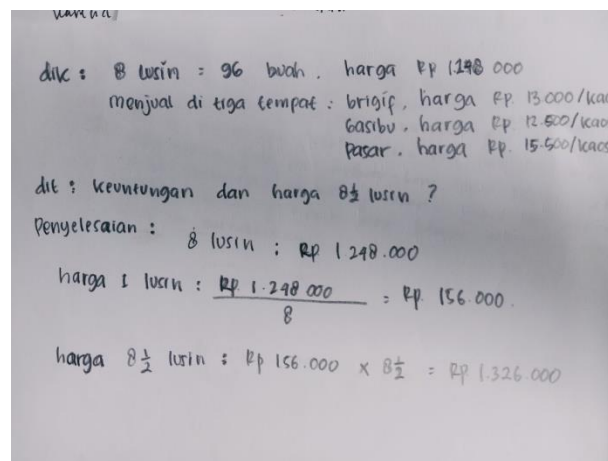 dik : 8 lusin = 96 buah. harga Rp 1.248 000
menjual di tiga tempat : brigif, harga Rp. 13.000/kaos
Gasibu, harga Rp 12.500/kaos
Pasar. harga Rp. 15.500/kaos
dit : keuntungan dan harga 8½ lusin ?
Penyelesaian :
8 lusin : Rp 1.248.000
harga 1 lusin : Rp. 1.248 000 / 8 = Rp. 156.000.
harga 8½ lusin : Rp 156.000 x 8½ = Rp 1.326.000